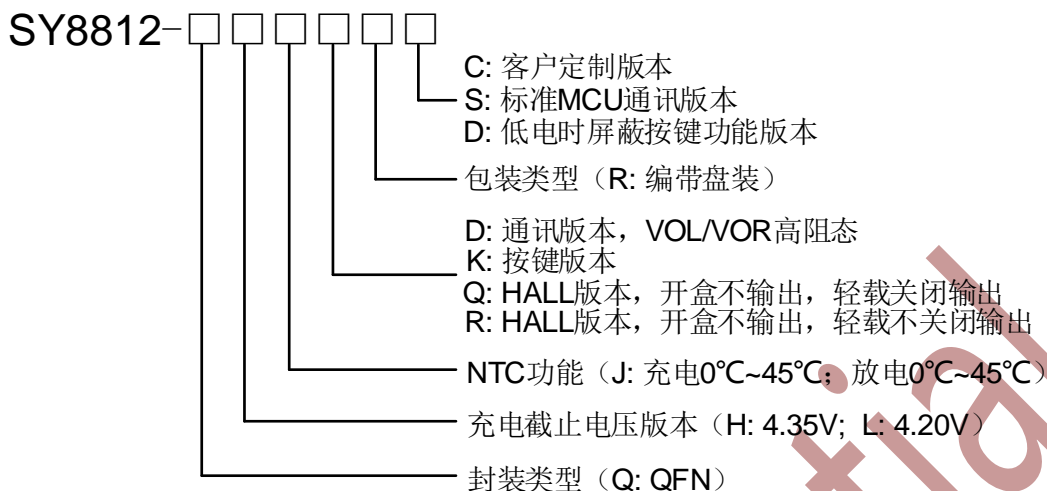 SY8812-□□□□□□
C: 客户定制版本
S: 标准MCU通讯版本
D: 低电时屏蔽按键功能版本
包装类型（R: 编带盘装）
D: 通讯版本，VOL/VOR高阻态
K: 按键版本
Q: HALL版本，开盒不输出，轻载关闭输出
R: HALL版本，开盒不输出，轻载不关闭输出
NTC功能（J: 充电0℃~45℃；放电0℃~45℃）
充电截止电压版本（H: 4.35V; L: 4.20V）
封装类型（Q: QFN）